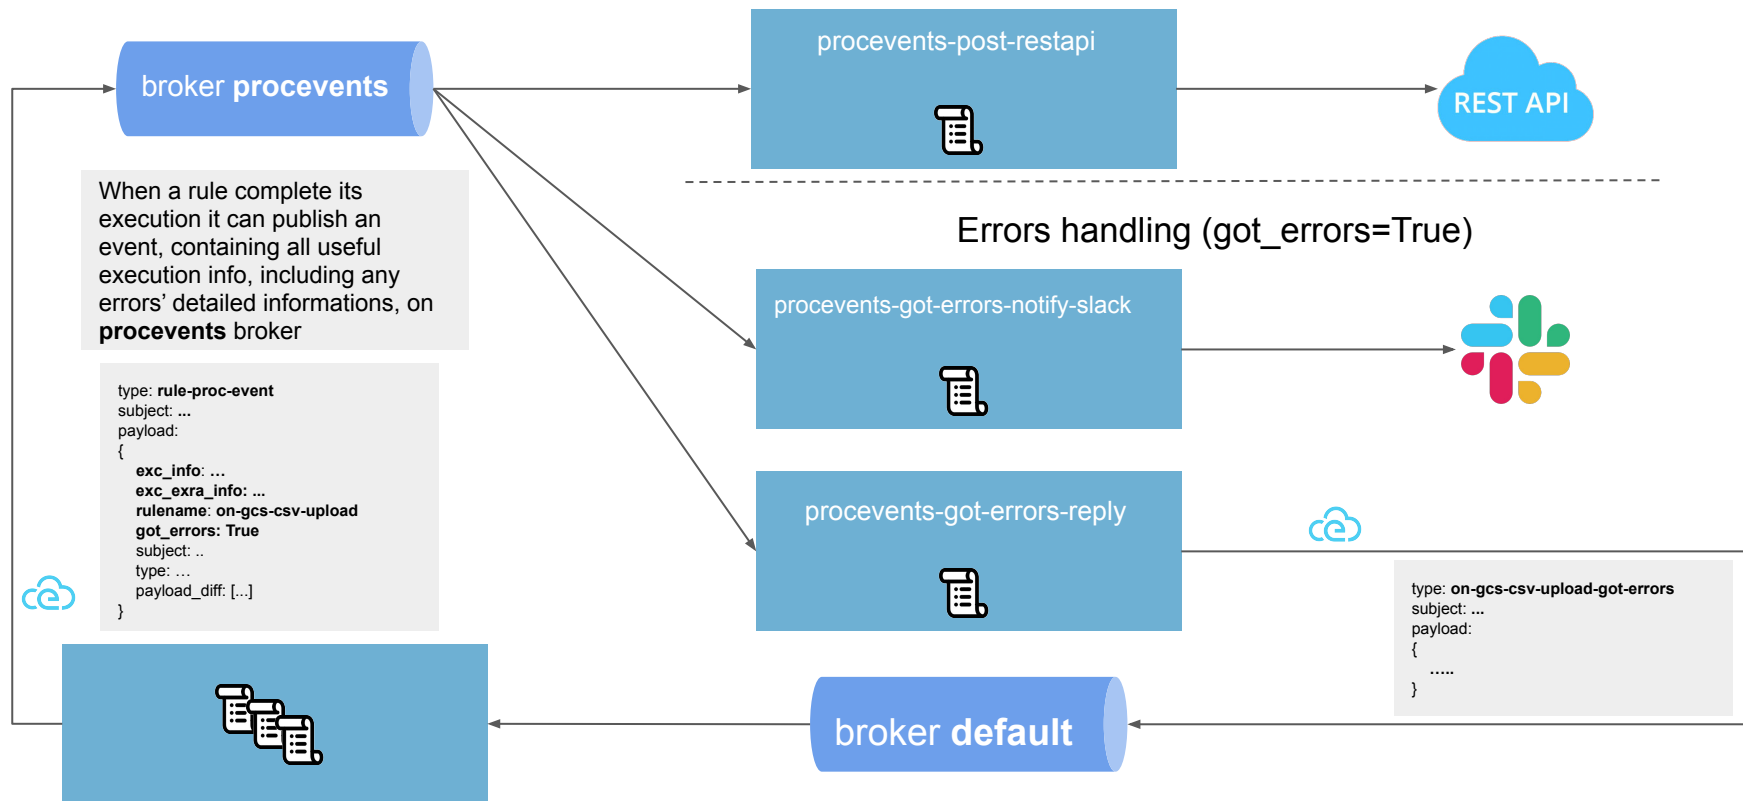 broker procevents
procevents-post-restapi
REST API
When a rule complete its
execution it can publish an
event, containing all useful
execution info, including any
errors’ detailed informations, on
procevents broker
Errors handling (got_errors=True)
procevents-got-errors-notify-slack
type: rule-proc-event
subject: ...
payload:
{
exc_info: …
exc_exra_info: ...
rulename: on-gcs-csv-upload
got_errors: True
subject: ..
type: …
payload_diff: [...]
}
procevents-got-errors-reply
type: on-gcs-csv-upload-got-errors
subject: ...
payload:
{
…..
}
broker default